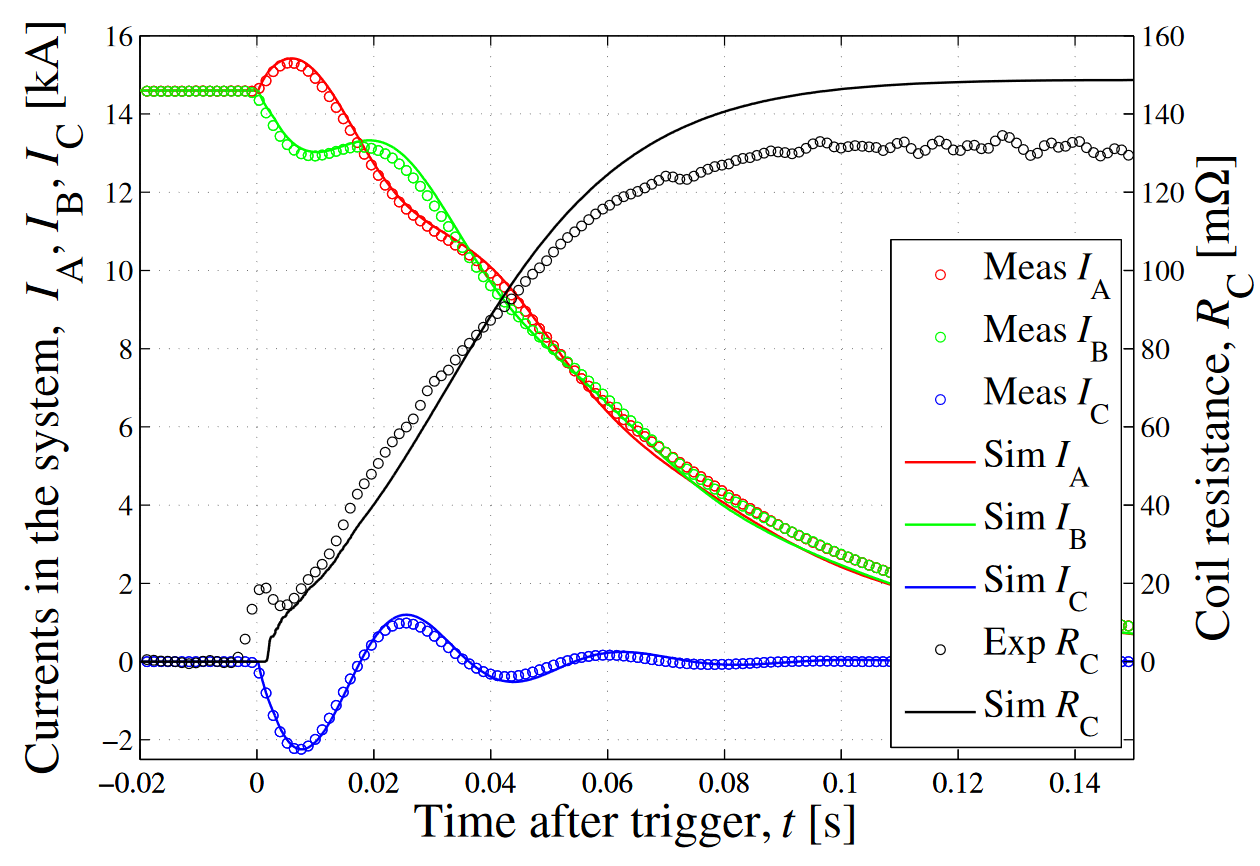 Currents in the system, I_A, I_B, I_C [kA]
16
14
12
10
8
6
4
2
0
−2
−0.02
0
0.02
0.04
0.06
0.08
0.1
0.12
0.14
Time after trigger, t [s]
160
140
120
100
80
60
40
20
0
Coil resistance, R_C [mΩ]
Meas I_A
Meas I_B
Meas I_C
Sim I_A
Sim I_B
Sim I_C
Exp R_C
Sim R_C